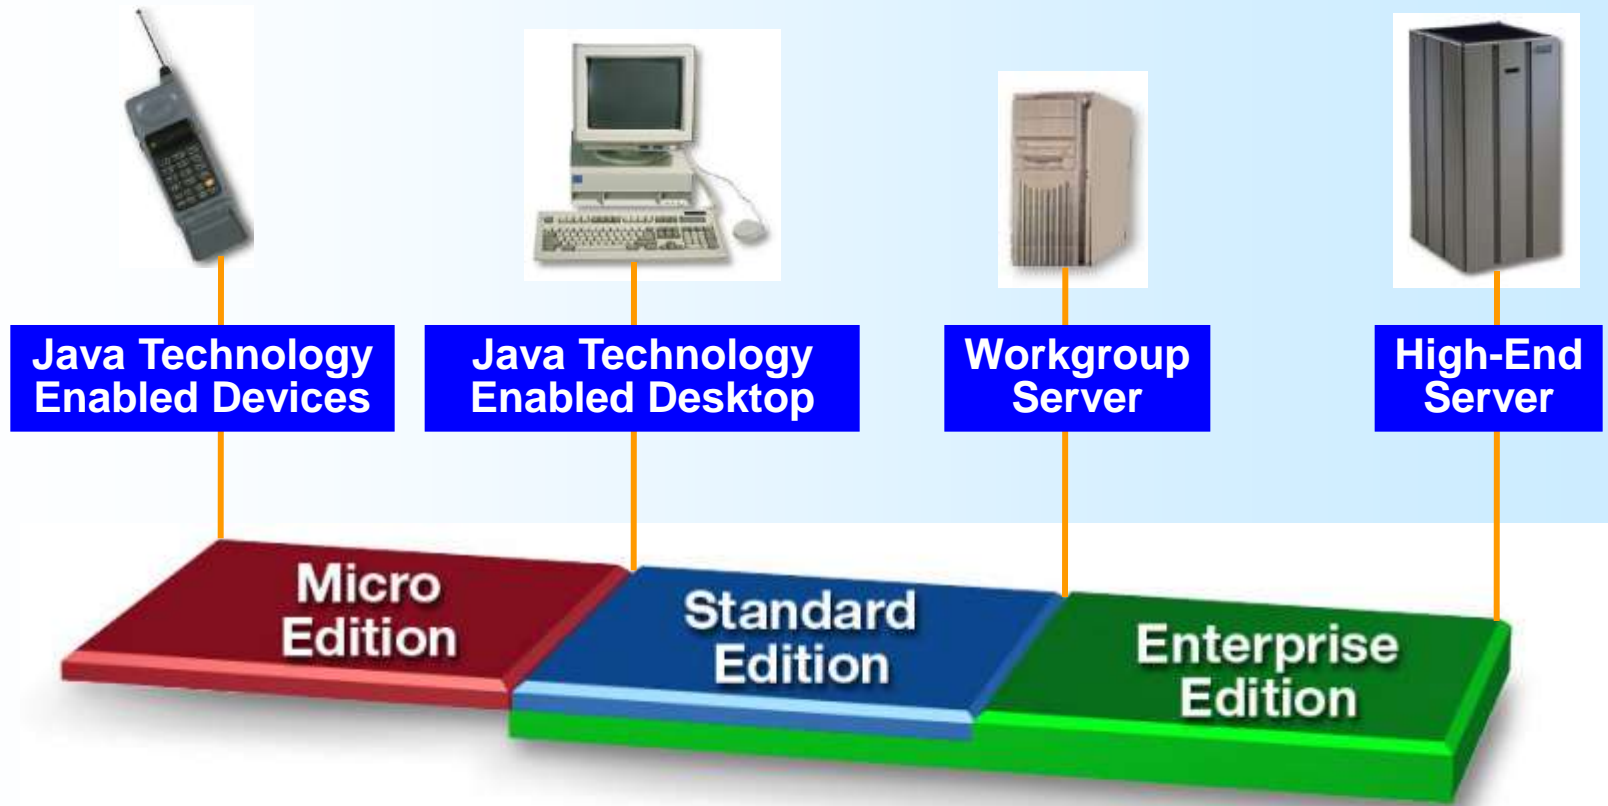 Java Technology
Enabled Devices
Java Technology
Enabled Desktop
Workgroup
Server
High-End
Server
Micro
Edition
Standard
Edition
Enterprise
Edition